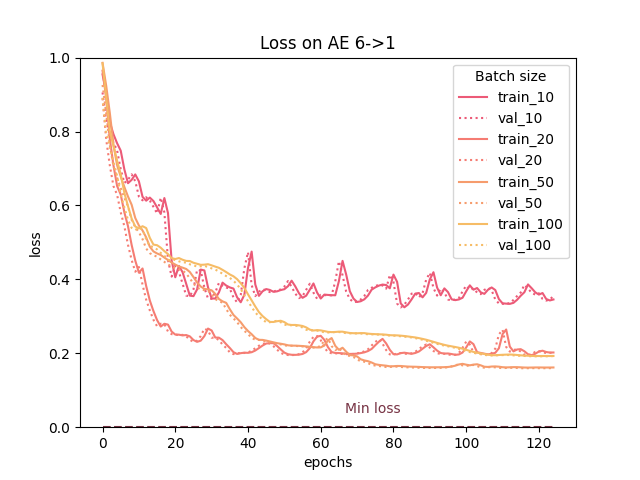 Loss on AE 6->1
1.0
0.8
0.6
0.4
0.2
0.0
loss
Batch size
train_10
val_10
train_20
val_20
train_50
val_50
train_100
val_100
Min loss
0 20 40 60 80 100 120
epochs